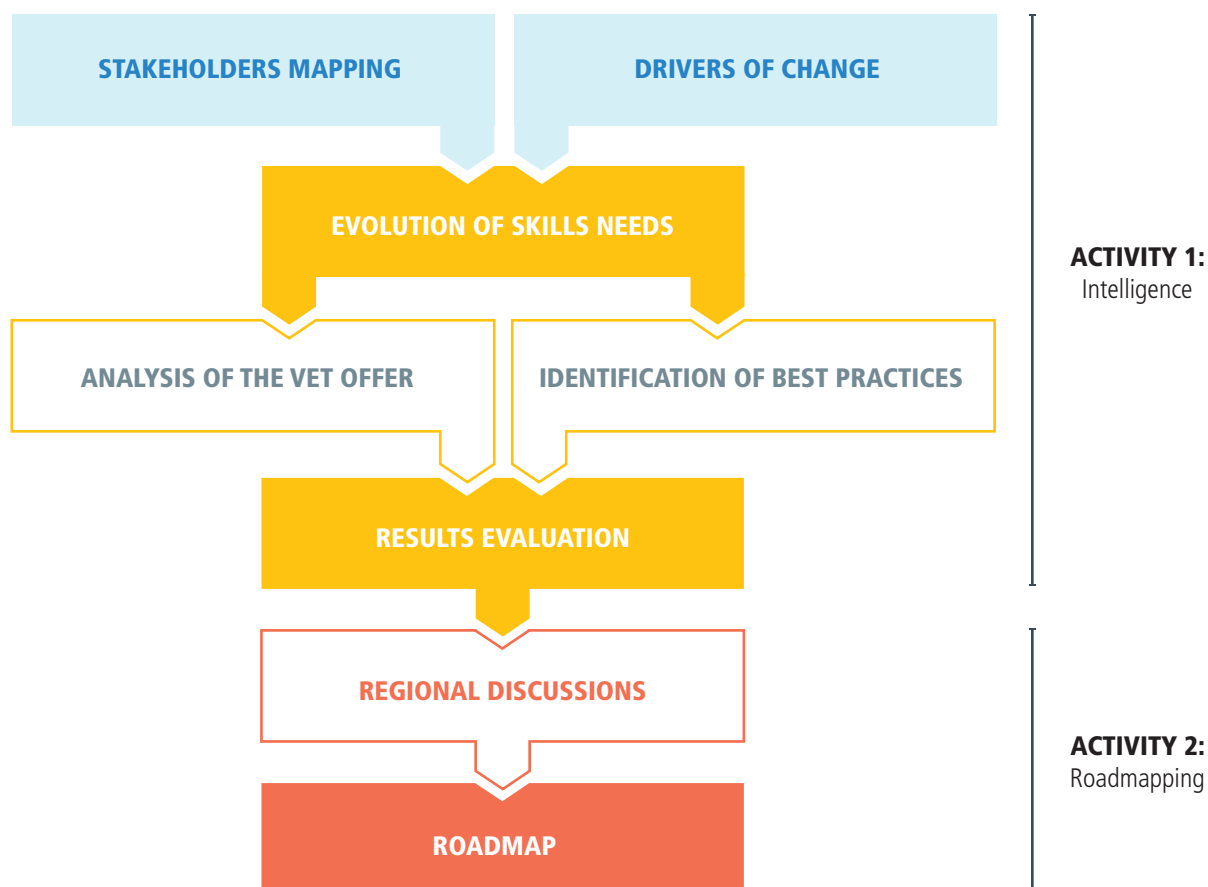 STAKEHOLDERS MAPPING
DRIVERS OF CHANGE
EVOLUTION OF SKILLS NEEDS
ANALYSIS OF THE VET OFFER
IDENTIFICATION OF BEST PRACTICES
RESULTS EVALUATION
ACTIVITY 1:
Intelligence
REGIONAL DISCUSSIONS
ROADMAP
ACTIVITY 2:
Roadmapping